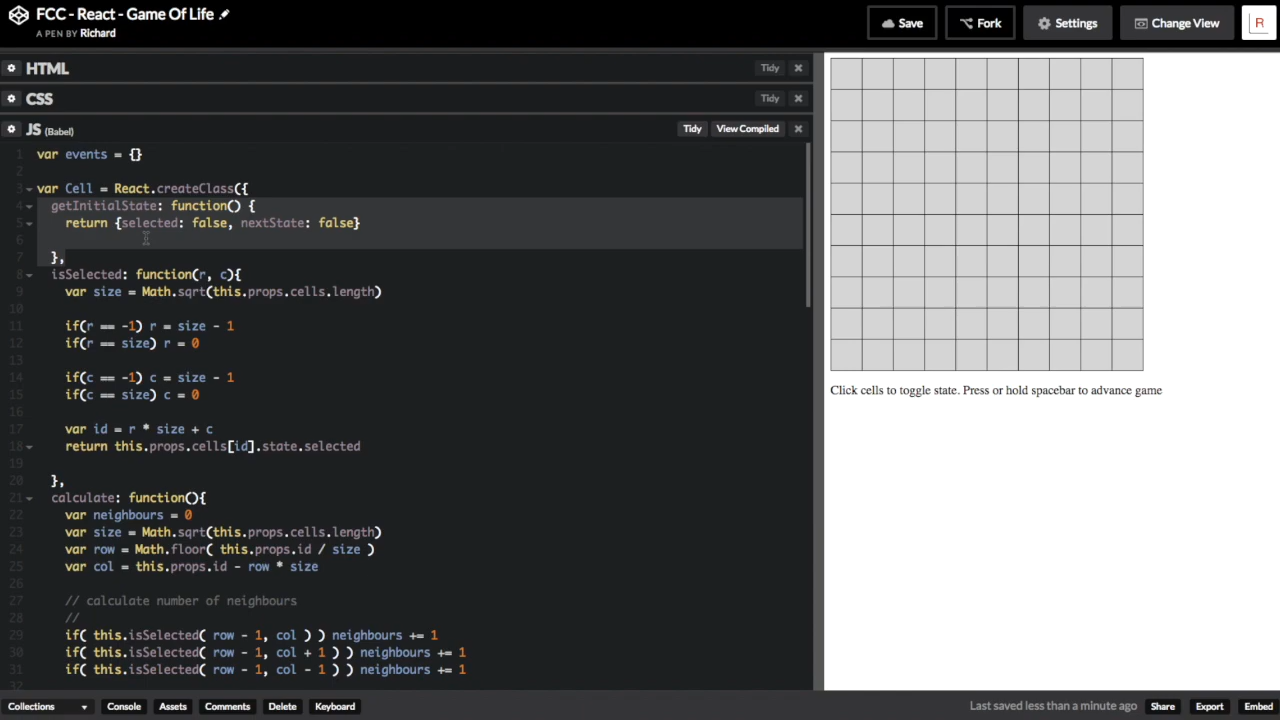 FCC - React - Game Of Life
A PEN BY Richard
Save
Fork
Settings
Change View
R
HTML
Tidy
CSS
Tidy
JS (Babel)
Tidy
View Compiled
1 var events = {}
2
3 var Cell = React.createClass({
4 getInitialState: function() {
5 return {selected: false, nextState: false}
6
7 },
8 isSelected: function(r, c){
9 var size = Math.sqrt(this.props.cells.length)
10
11 if(r == -1) r = size - 1
12 if(r == size) r = 0
13
14 if(c == -1) c = size - 1
15 if(c == size) c = 0
16
17 var id = r * size + c
18 return this.props.cells[id].state.selected
19
20 },
21 calculate: function(){
22 var neighbours = 0
23 var size = Math.sqrt(this.props.cells.length)
24 var row = Math.floor( this.props.id / size )
25 var col = this.props.id - row * size
26
27 // calculate number of neighbours
28 //
29 if( this.isSelected( row - 1, col ) ) neighbours += 1
30 if( this.isSelected( row - 1, col + 1 ) ) neighbours += 1
31 if( this.isSelected( row - 1, col - 1 ) ) neighbours += 1
32
Click cells to toggle state. Press or hold spacebar to advance game
Collections
Console
Assets
Comments
Delete
Keyboard
Last saved less than a minute ago
Share
Export
Embed